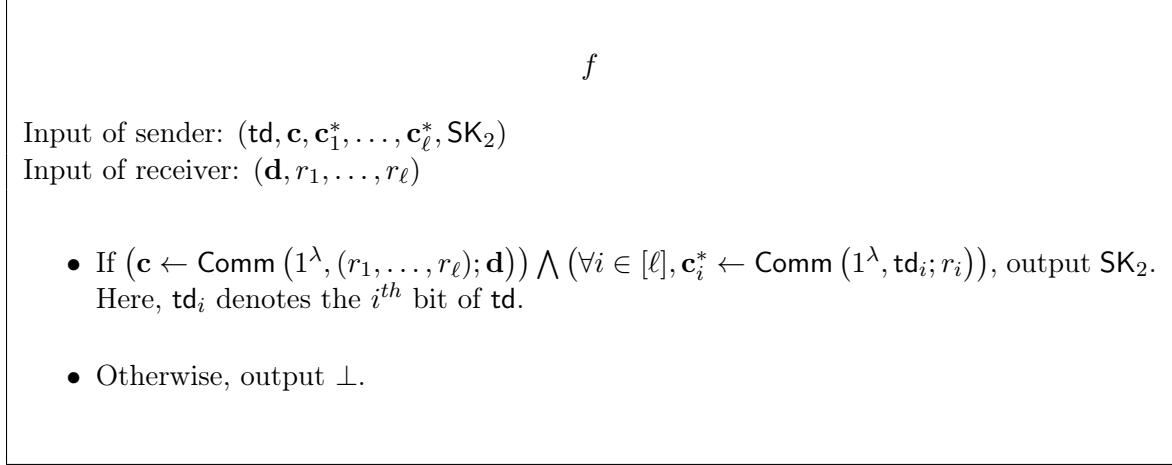 f
Input of sender: (td, c, c*_1, …, c*_ℓ, SK_2)
Input of receiver: (d, r_1, …, r_ℓ)
• If (c ← Comm (1^λ, (r_1, …, r_ℓ); d)) ⋀ (∀i ∈ [ℓ], c*_i ← Comm (1^λ, td_i; r_i)), output SK_2.
Here, td_i denotes the i^th bit of td.
• Otherwise, output ⊥.